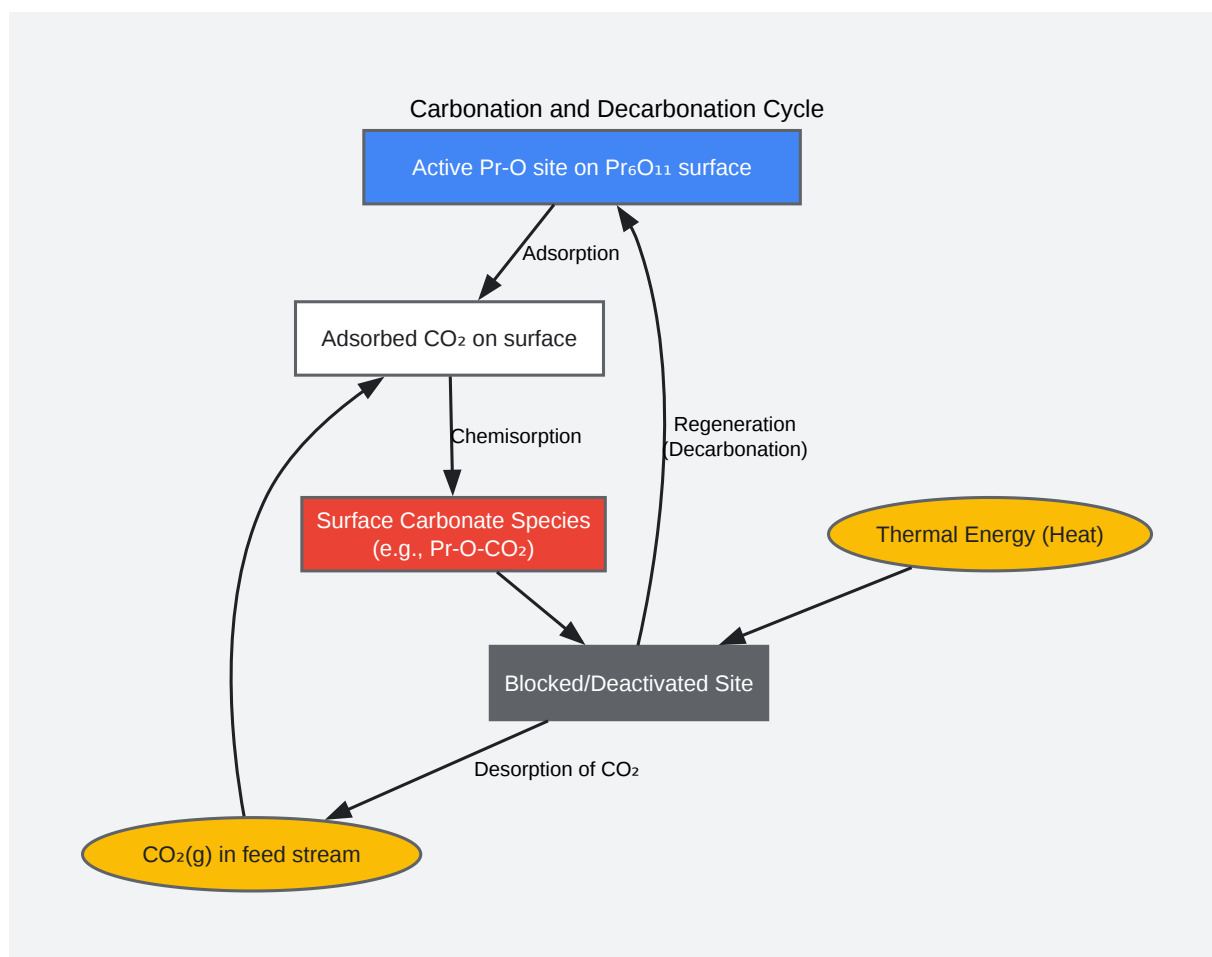 Carbonation and Decarbonation Cycle
Active Pr-O site on Pr₆O₁₁ surface
Adsorption
Adsorbed CO₂ on surface
Chemisorption
Regeneration
(Decarbonation)
Surface Carbonate Species
(e.g., Pr-O-CO₂)
Thermal Energy (Heat)
Blocked/Deactivated Site
Desorption of CO₂
CO₂(g) in feed stream